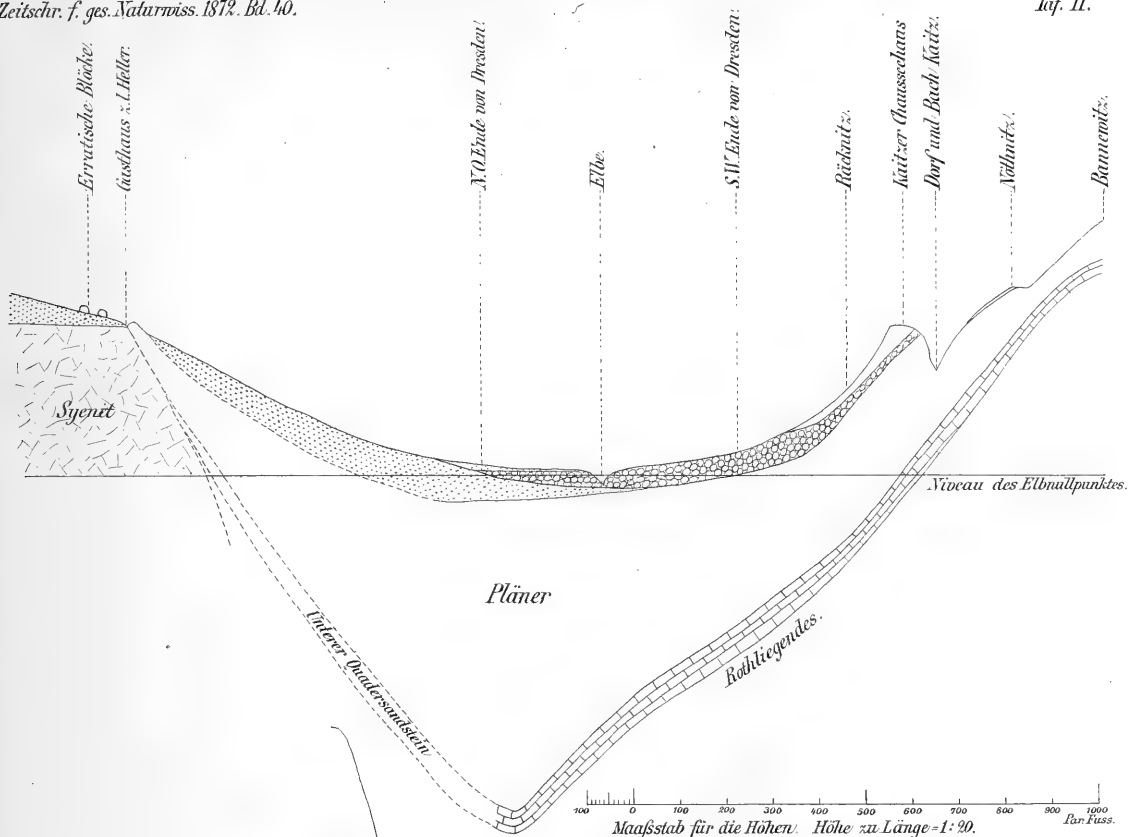 Zeitschr. f. ges. Naturwiss. 1872. Bd. 40.
Taf. II.
Erratische Blöcke.
Gasthaus z. l. Heller.
N.O. Ende von Dresden.
Elbe.
S.W. Ende von Dresden.
Räcknitz.
Kaitzer Chausseehaus
Dorf und Bach Kaitz.
Nöthnitz.
Bannewitz.
Syenit
Niveau des Elbnullpunktes.
Pläner
Unterer Quadersandstein
Rothliegendes.
100 0 100 200 300 400 500 600 700 800 900 1000
Par. Fuss.
Maaſsstab für die Höhen. Höhe zu Länge = 1:20.